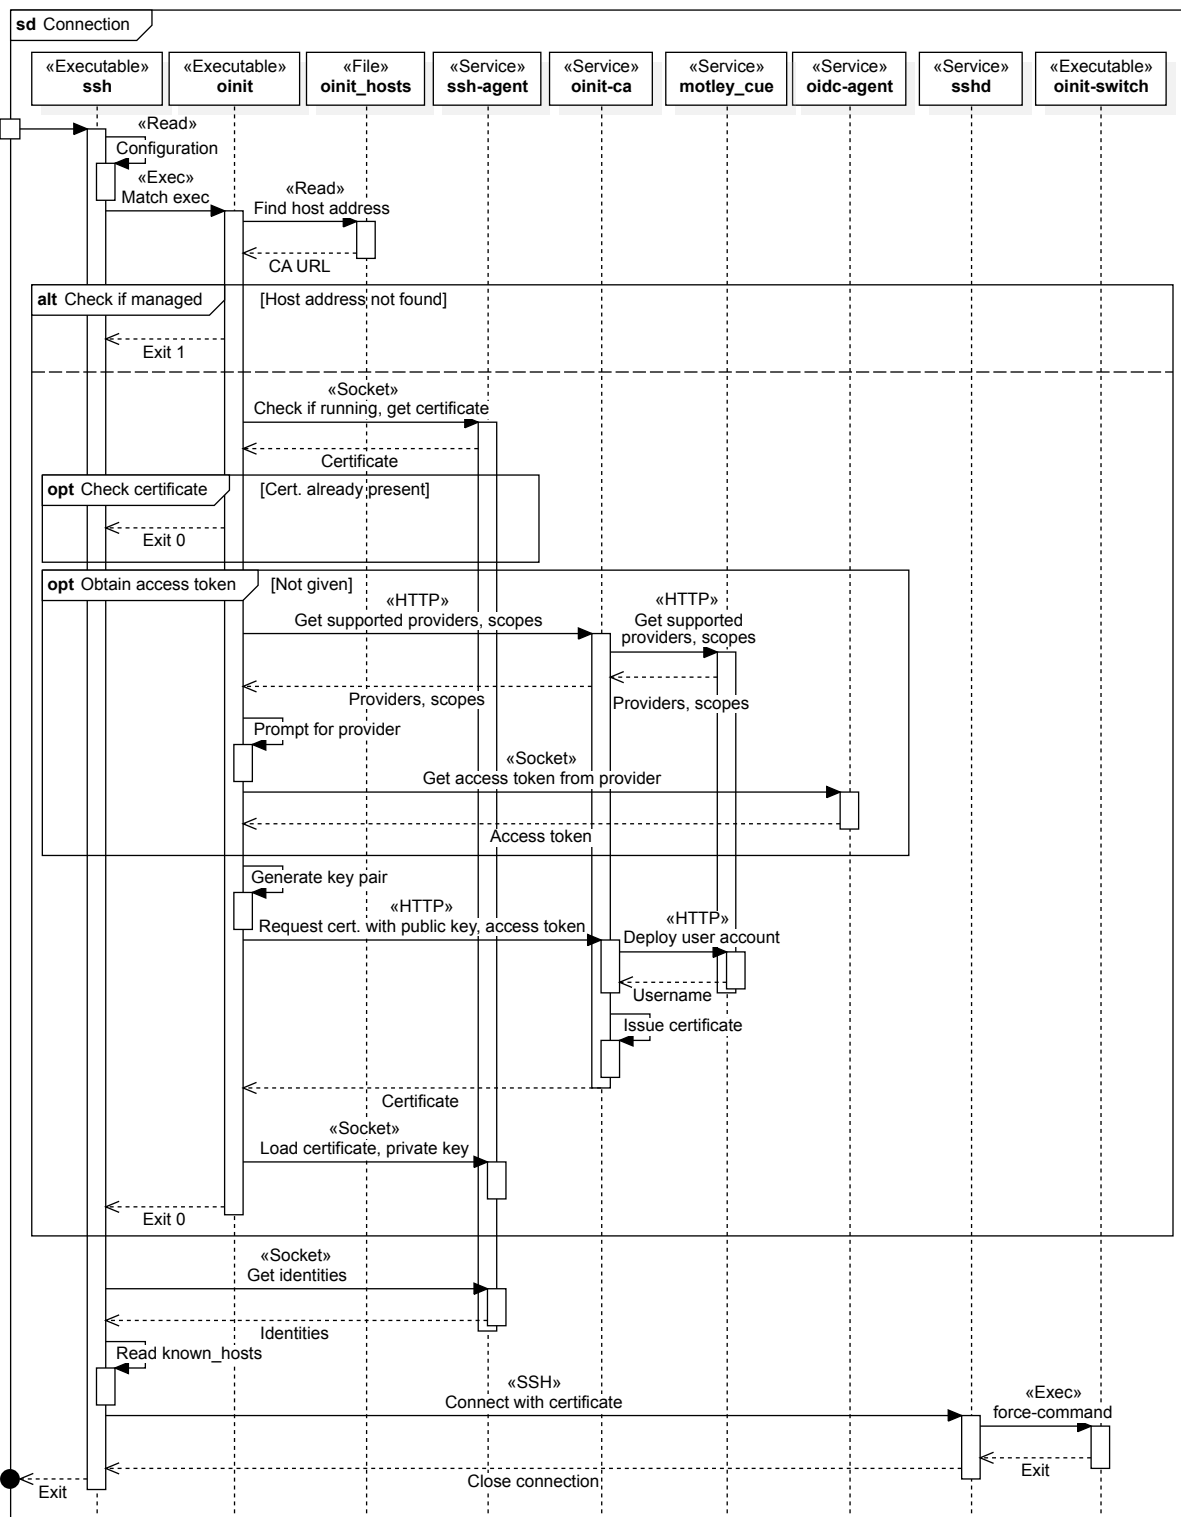 sd Connection
«Executable» «Executable» «File» «Service» «Service» «Service» «Service» «Service» «Executable»
ssh oinit oinit_hosts ssh-agent oinit-ca motley_cue oidc-agent sshd oinit-switch
«Read»
Configuration
«Exec»
Match exec
«Read»
Find host address
CA URL
alt Check if managed [Host address not found]
Exit 1
«Socket»
Check if running, get certificate
Certificate
opt Check certificate [Cert. already present]
Exit 0
opt Obtain access token [Not given]
«HTTP»
Get supported providers, scopes
«HTTP»
Get supported
providers, scopes
Providers, scopes
Providers, scopes
Prompt for provider
«Socket»
Get access token from provider
Access token
Generate key pair
«HTTP»
Request cert. with public key, access token
«HTTP»
Deploy user account
Username
Issue certificate
Certificate
«Socket»
Load certificate, private key
Exit 0
«Socket»
Get identities
Identities
Read known_hosts
«SSH»
Connect with certificate
«Exec»
force-command
Exit
Close connection
Exit